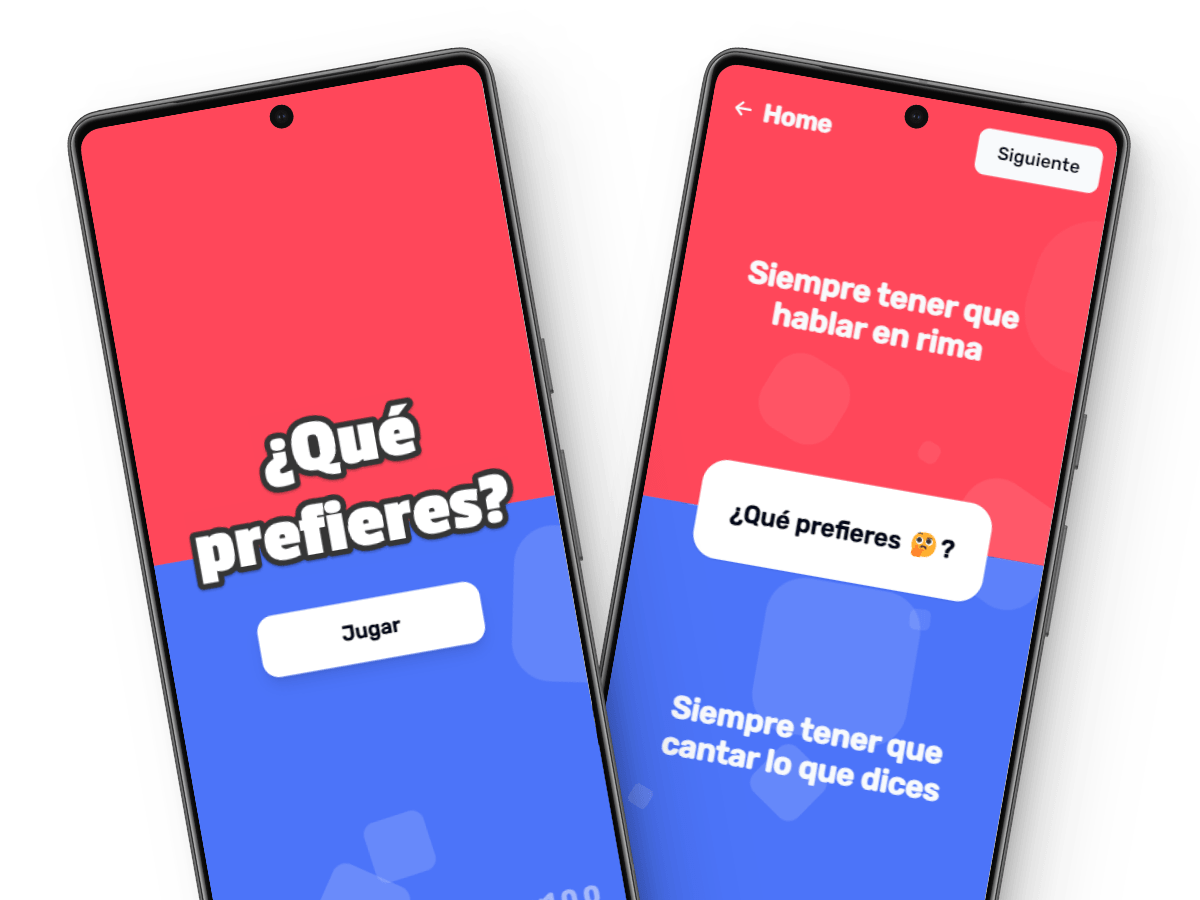 ¿Qué
prefieres?
Jugar
← Home
Siguiente
Siempre tener que
hablar en rima
¿Qué prefieres 🤔?
Siempre tener que
cantar lo que dices